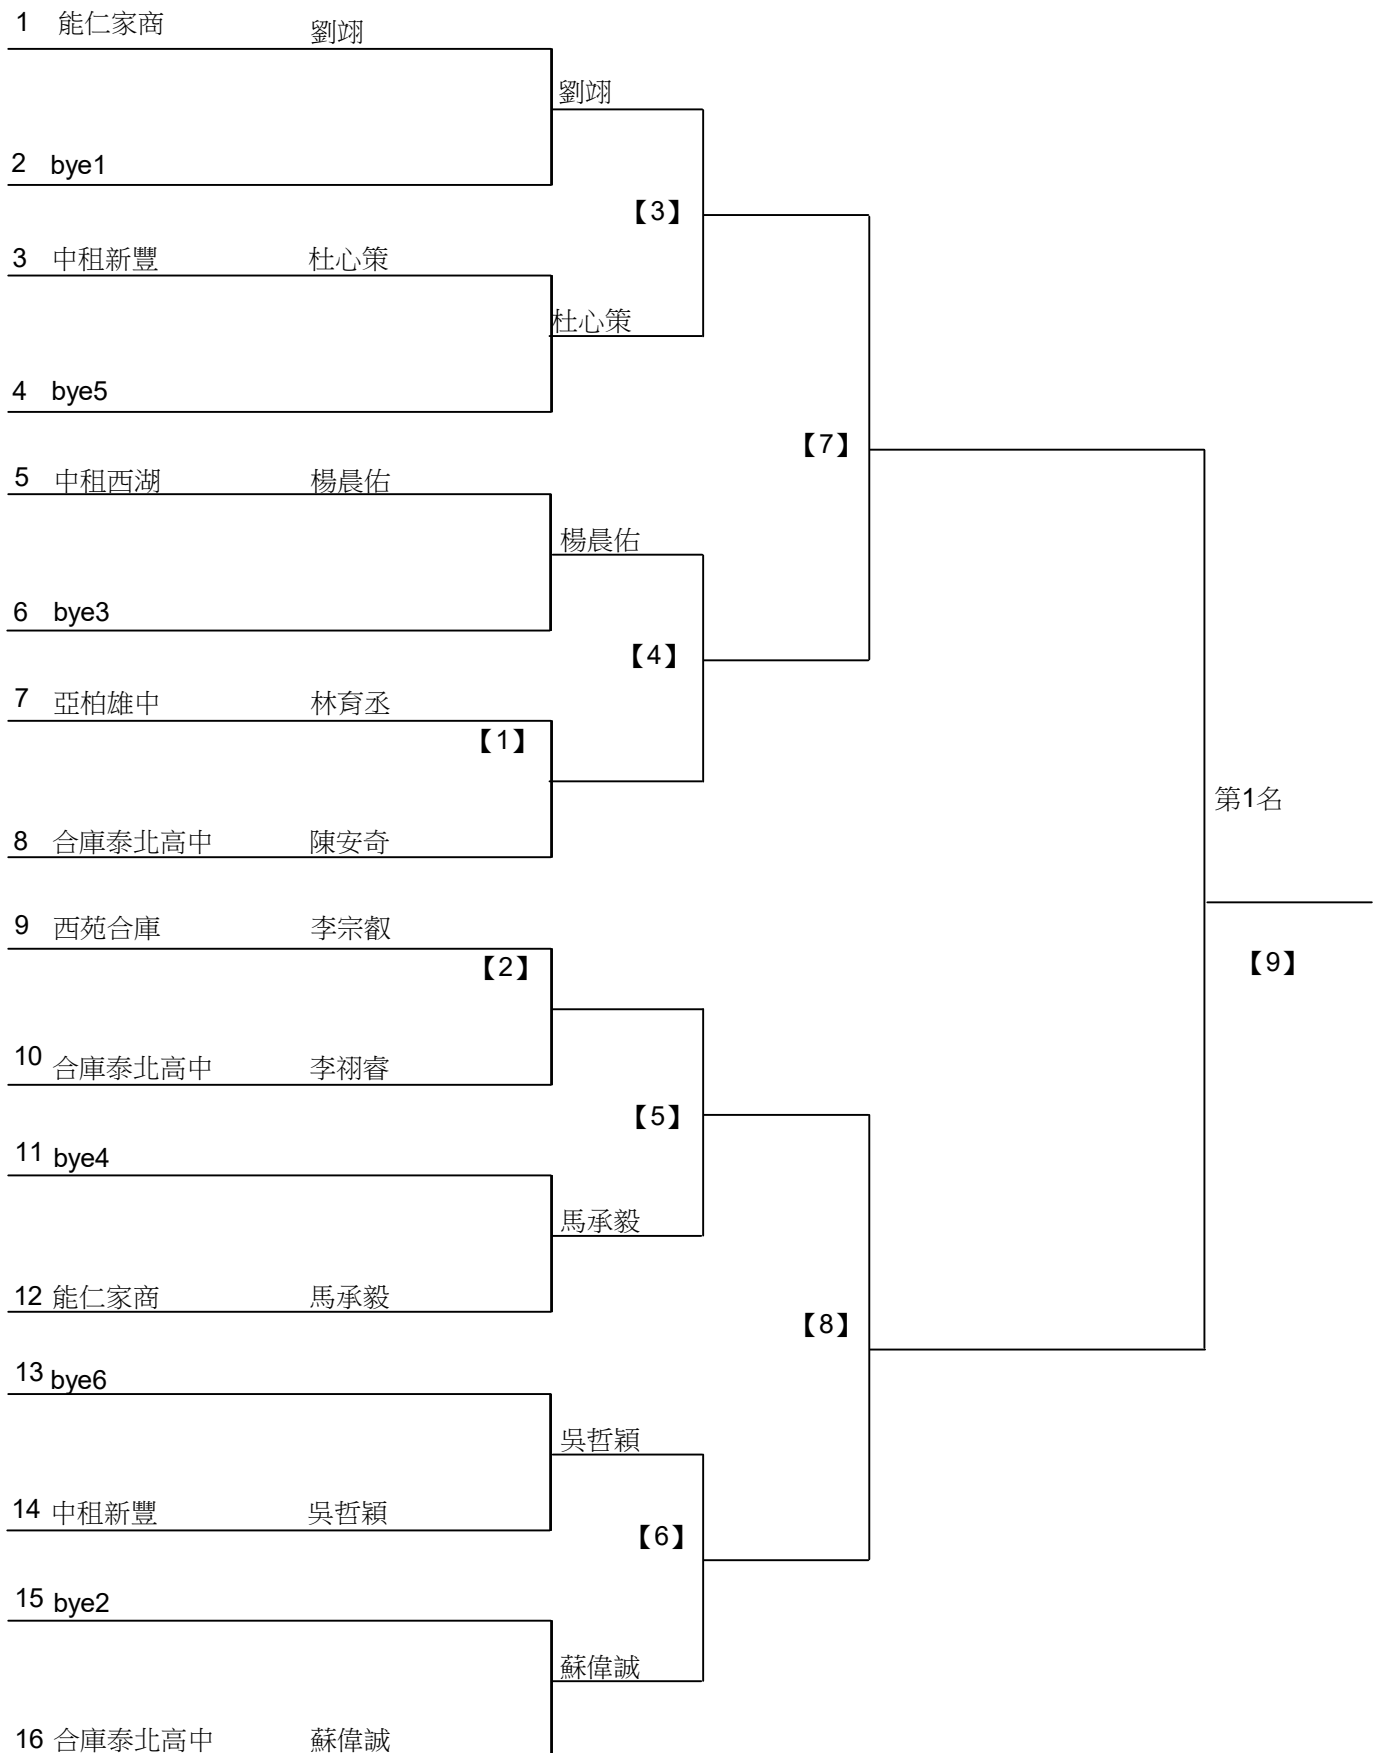 1 能仁家商 劉翊
劉翊
2 bye1
【3】
3 中租新豐 杜心策
杜心策
4 bye5
【7】
5 中租西湖 楊晨佑
楊晨佑
6 bye3
【4】
7 亞柏雄中 林育丞
【1】
第1名
8 合庫泰北高中 陳安奇
9 西苑合庫 李宗叡
【2】
【9】
10 合庫泰北高中 李祤睿
【5】
11 bye4
馬承毅
12 能仁家商 馬承毅
【8】
13 bye6
吳哲穎
14 中租新豐 吳哲穎
【6】
15 bye2
蘇偉誠
16 合庫泰北高中 蘇偉誠